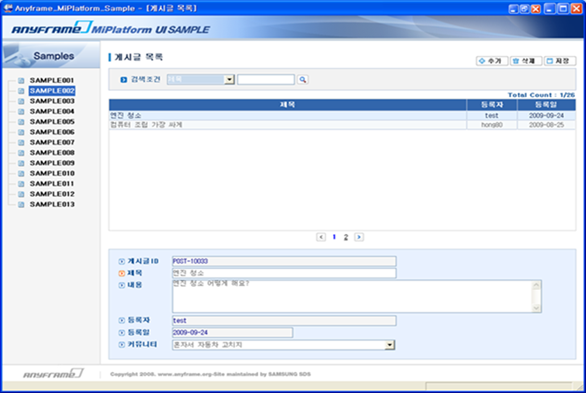 Anyframe_MiPlatform_Sample - [게시글 목록]
ANYFRAME MiPlatform UI SAMPLE
Samples
SAMPLE001
SAMPLE002
SAMPLE003
SAMPLE004
SAMPLE005
SAMPLE006
SAMPLE007
SAMPLE008
SAMPLE009
SAMPLE010
SAMPLE011
SAMPLE012
SAMPLE013
게시글 목록
추가 삭제 저장
검색조건 제목
Total Count : 1/26
제목 등록자 등록일
엔진 청소 test 2009-09-24
컴퓨터 조립 가장 싸게 hong80 2009-08-25
1 2
게시글ID POST-10033
제목 엔진 청소
내용 엔진 청소 어떻게 해요?
등록자 test
등록일 2009-09-24
커뮤니티 혼자서 자동차 고치기
ANYFRAME Copyright 2008. www.anyframe.org-Site maintained by SAMSUNG SDS